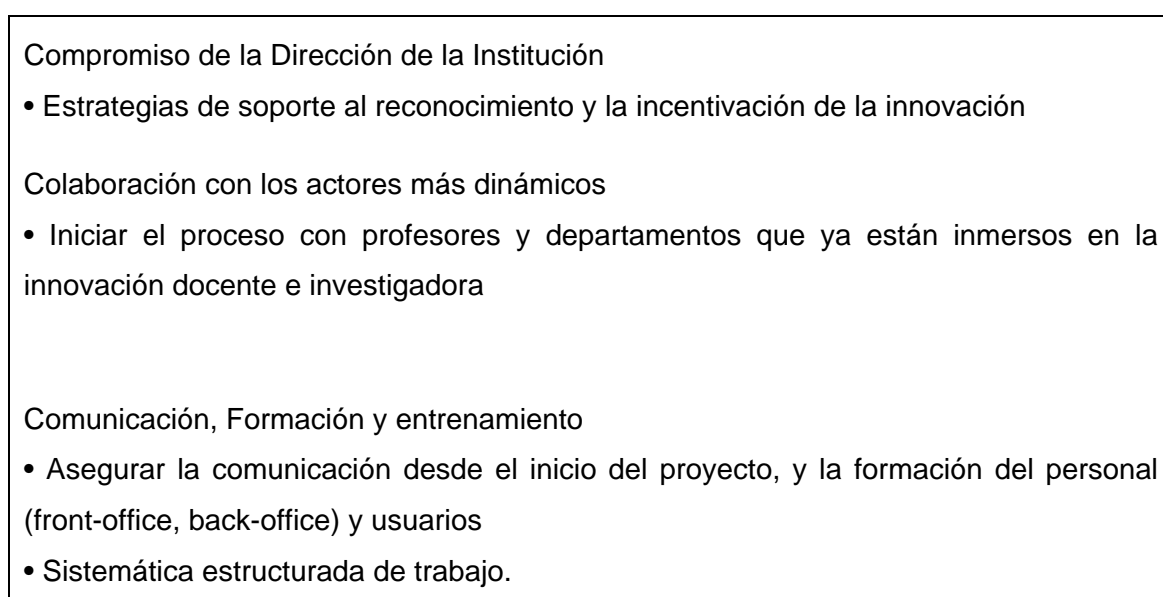 Compromiso de la Dirección de la Institución
• Estrategias de soporte al reconocimiento y la incentivación de la innovación
Colaboración con los actores más dinámicos
• Iniciar el proceso con profesores y departamentos que ya están inmersos en la
innovación docente e investigadora
Comunicación, Formación y entrenamiento
• Asegurar la comunicación desde el inicio del proyecto, y la formación del personal
(front-office, back-office) y usuarios
• Sistemática estructurada de trabajo.